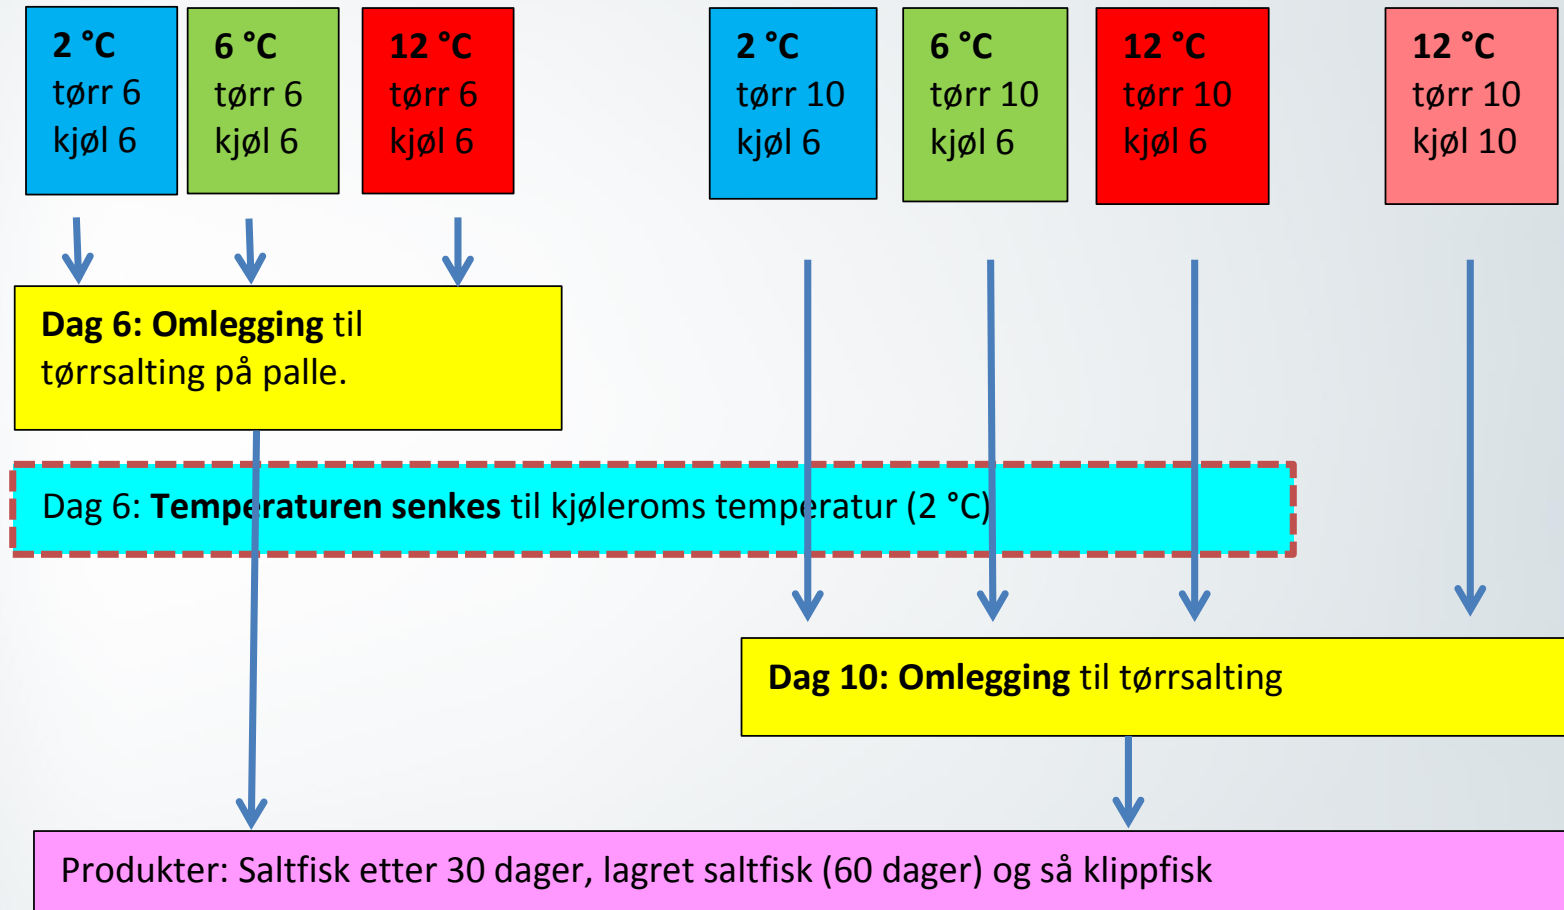 2 °C
tørr 6
kjøl 6
6 °C
tørr 6
kjøl 6
12 °C
tørr 6
kjøl 6
2 °C
tørr 10
kjøl 6
6 °C
tørr 10
kjøl 6
12 °C
tørr 10
kjøl 6
12 °C
tørr 10
kjøl 10
Dag 6: Omlegging til
tørrsalting på palle.
Dag 6: Temperaturen senkes til kjøleroms temperatur (2 °C)
Dag 10: Omlegging til tørrsalting
Produkter: Saltfisk etter 30 dager, lagret saltfisk (60 dager) og så klippfisk